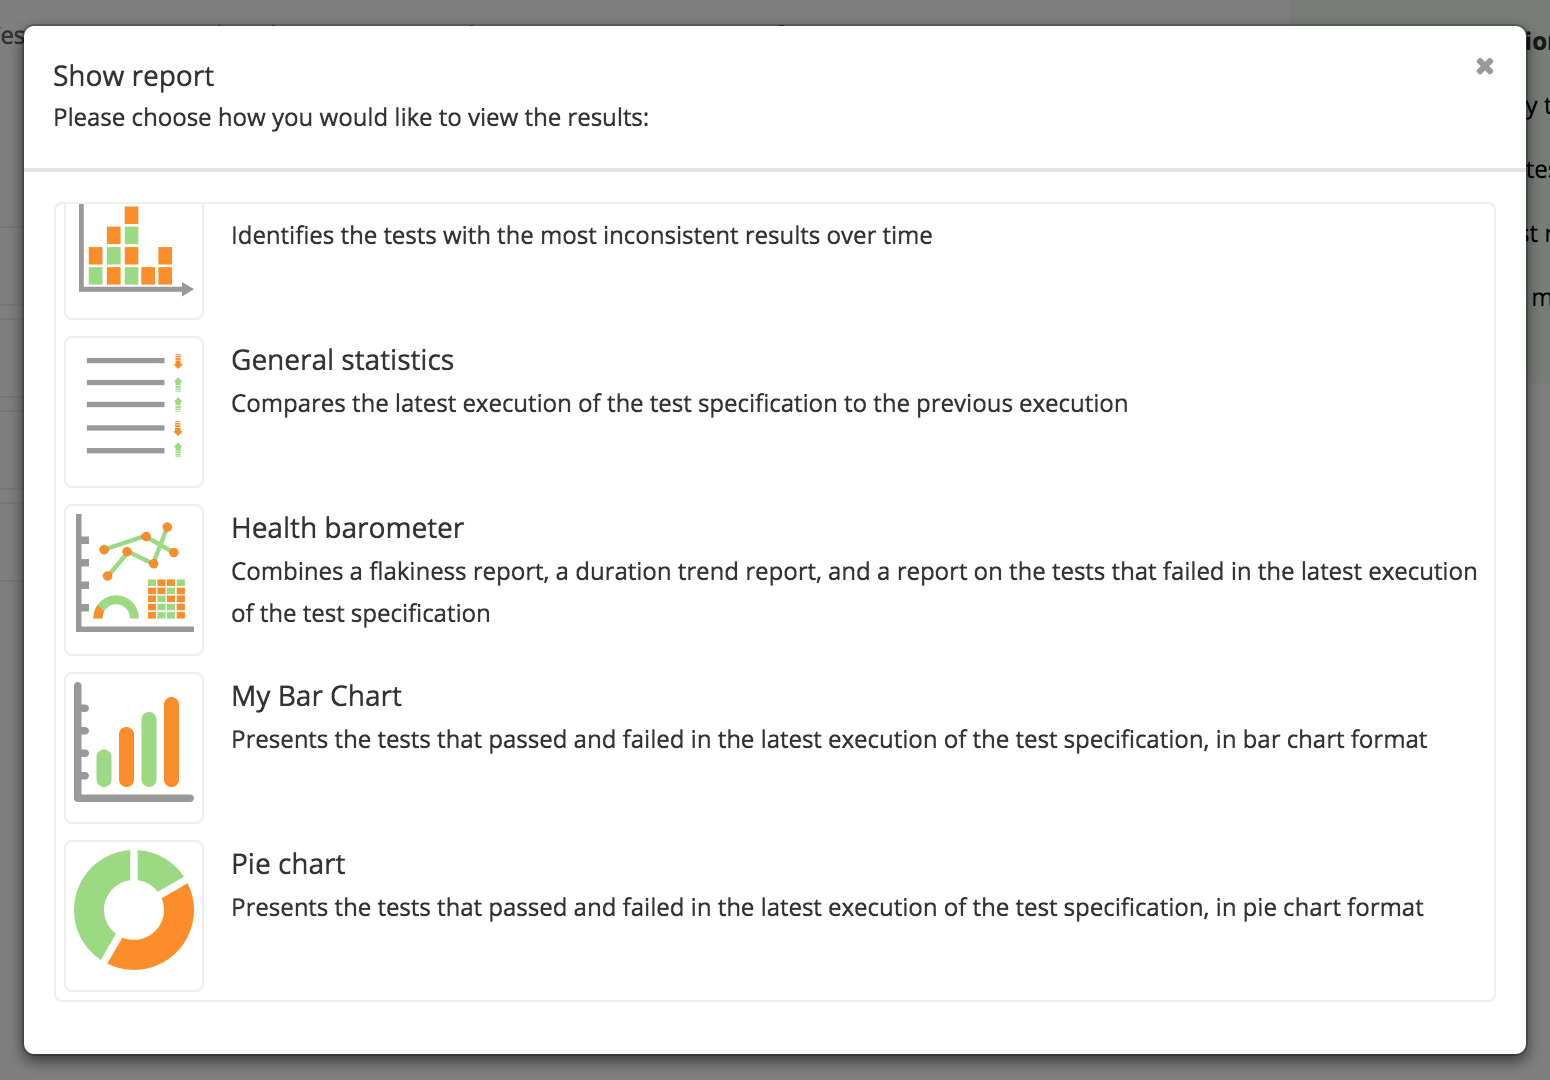 Show report
Please choose how you would like to view the results:
Identifies the tests with the most inconsistent results over time
General statistics
Compares the latest execution of the test specification to the previous execution
Health barometer
Combines a flakiness report, a duration trend report, and a report on the tests that failed in the latest execution
of the test specification
My Bar Chart
Presents the tests that passed and failed in the latest execution of the test specification, in bar chart format
Pie chart
Presents the tests that passed and failed in the latest execution of the test specification, in pie chart format